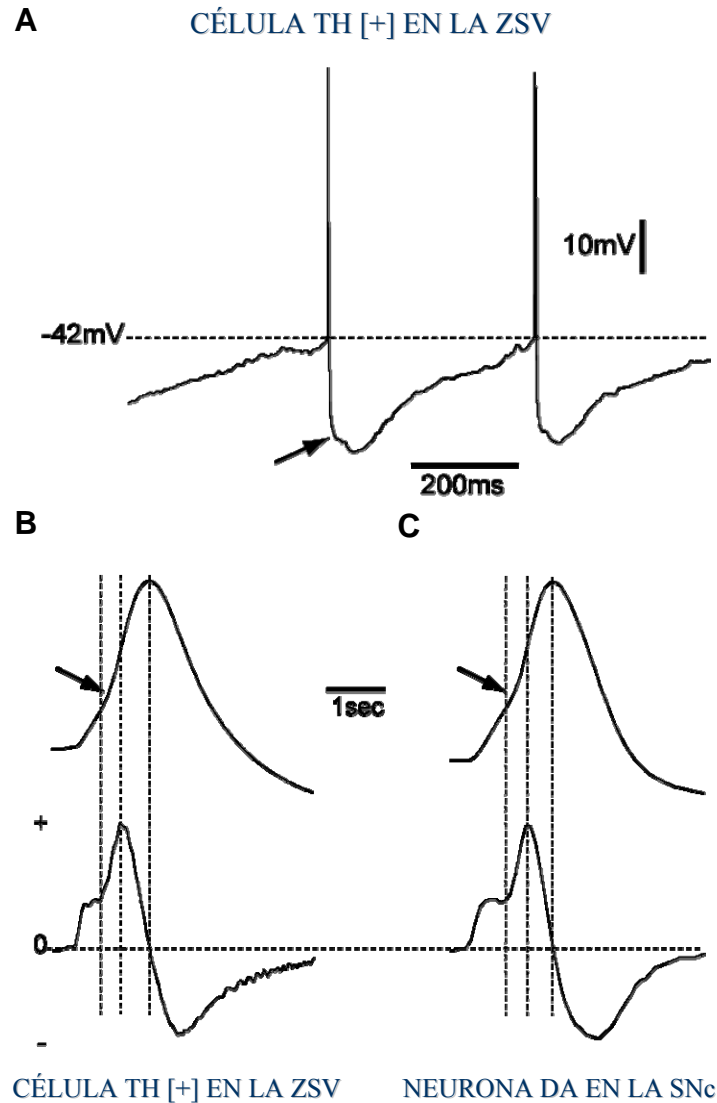 A
CÉLULA TH [+] EN LA ZSV
10mV
-42mV
200ms
B
C
1sec
+
0
-
CÉLULA TH [+] EN LA ZSV
NEURONA DA EN LA SNc